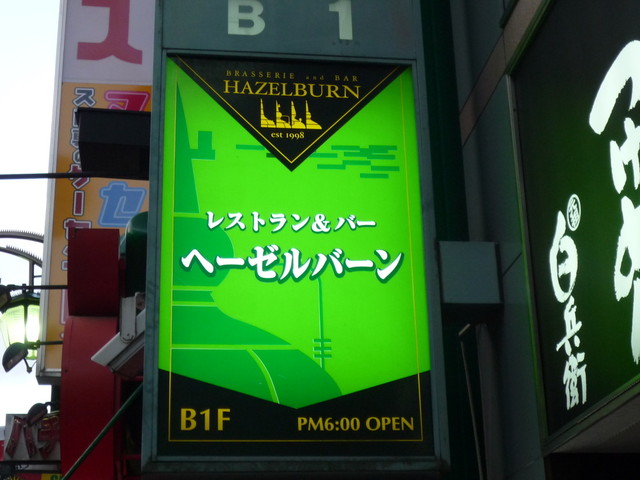 B 1
BRASSERIE and BAR
HAZELBURN
est 1998
レストラン&バー
ヘーゼルバーン
B1F
PM6:00 OPEN
白兵街